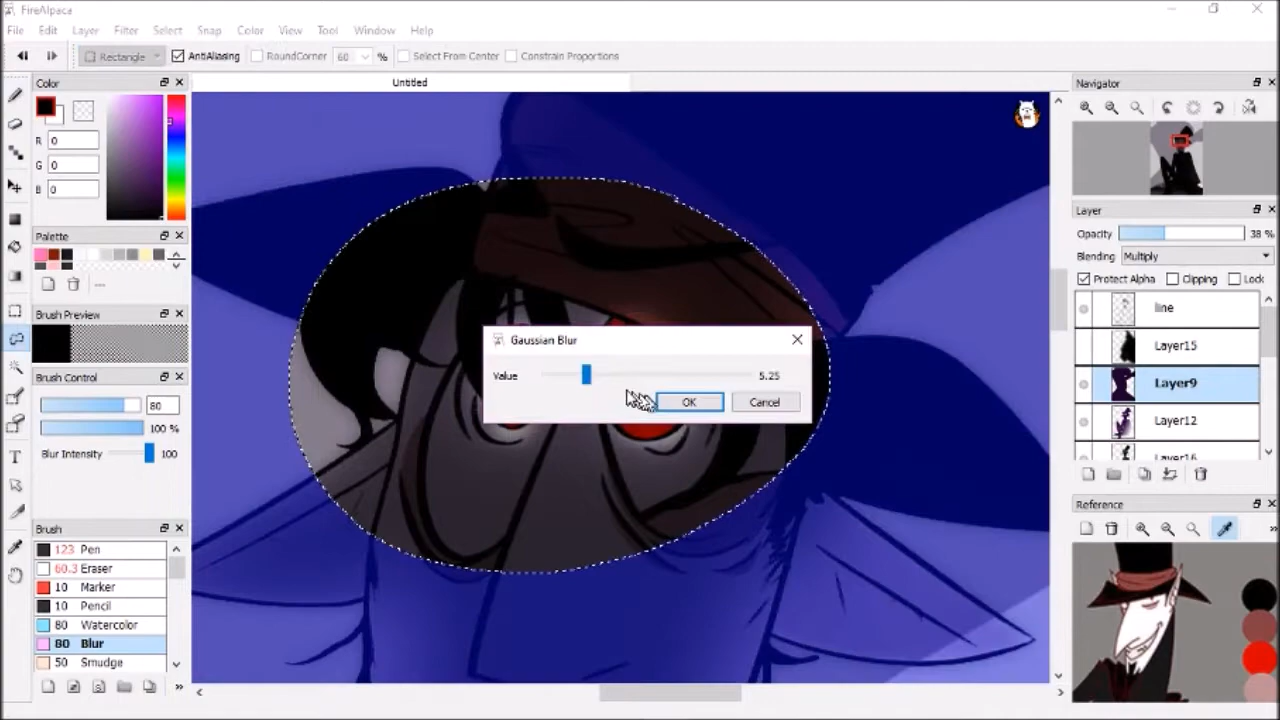 FireAlpaca
File Edit Layer Filter Select Snap Color View Tool Window Help
Rectangle AntiAliasing RoundCorner 60 % Select From Center Constrain Proportions
Color
Untitled
Navigator
R 0
G 0
B 0
Palette
Layer
Opacity 38 %
Blending Multiply
Protect Alpha Clipping Lock
line
Layer15
Layer9
Layer12
Layer16
Brush Preview
Brush Control
80
100 %
Blur Intensity 100
Gaussian Blur
Value 5.25
OK Cancel
Reference
Brush
123 Pen
60.3 Eraser
10 Marker
10 Pencil
80 Watercolor
80 Blur
50 Smudge